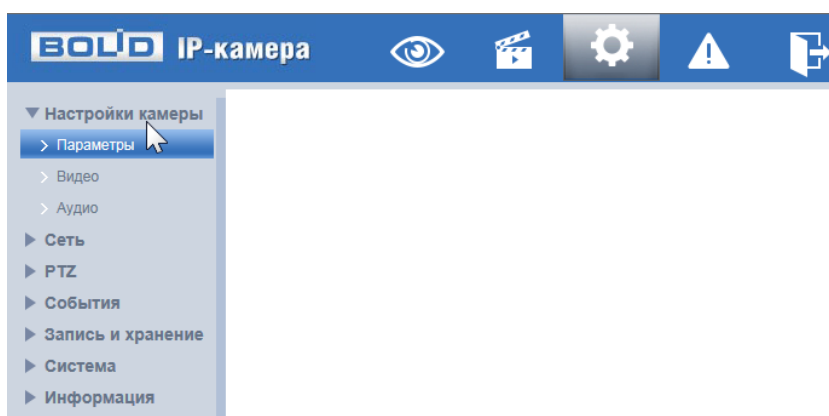 BOLID IP-камера
Настройки камеры
Параметры
Видео
Аудио
Сеть
PTZ
События
Запись и хранение
Система
Информация